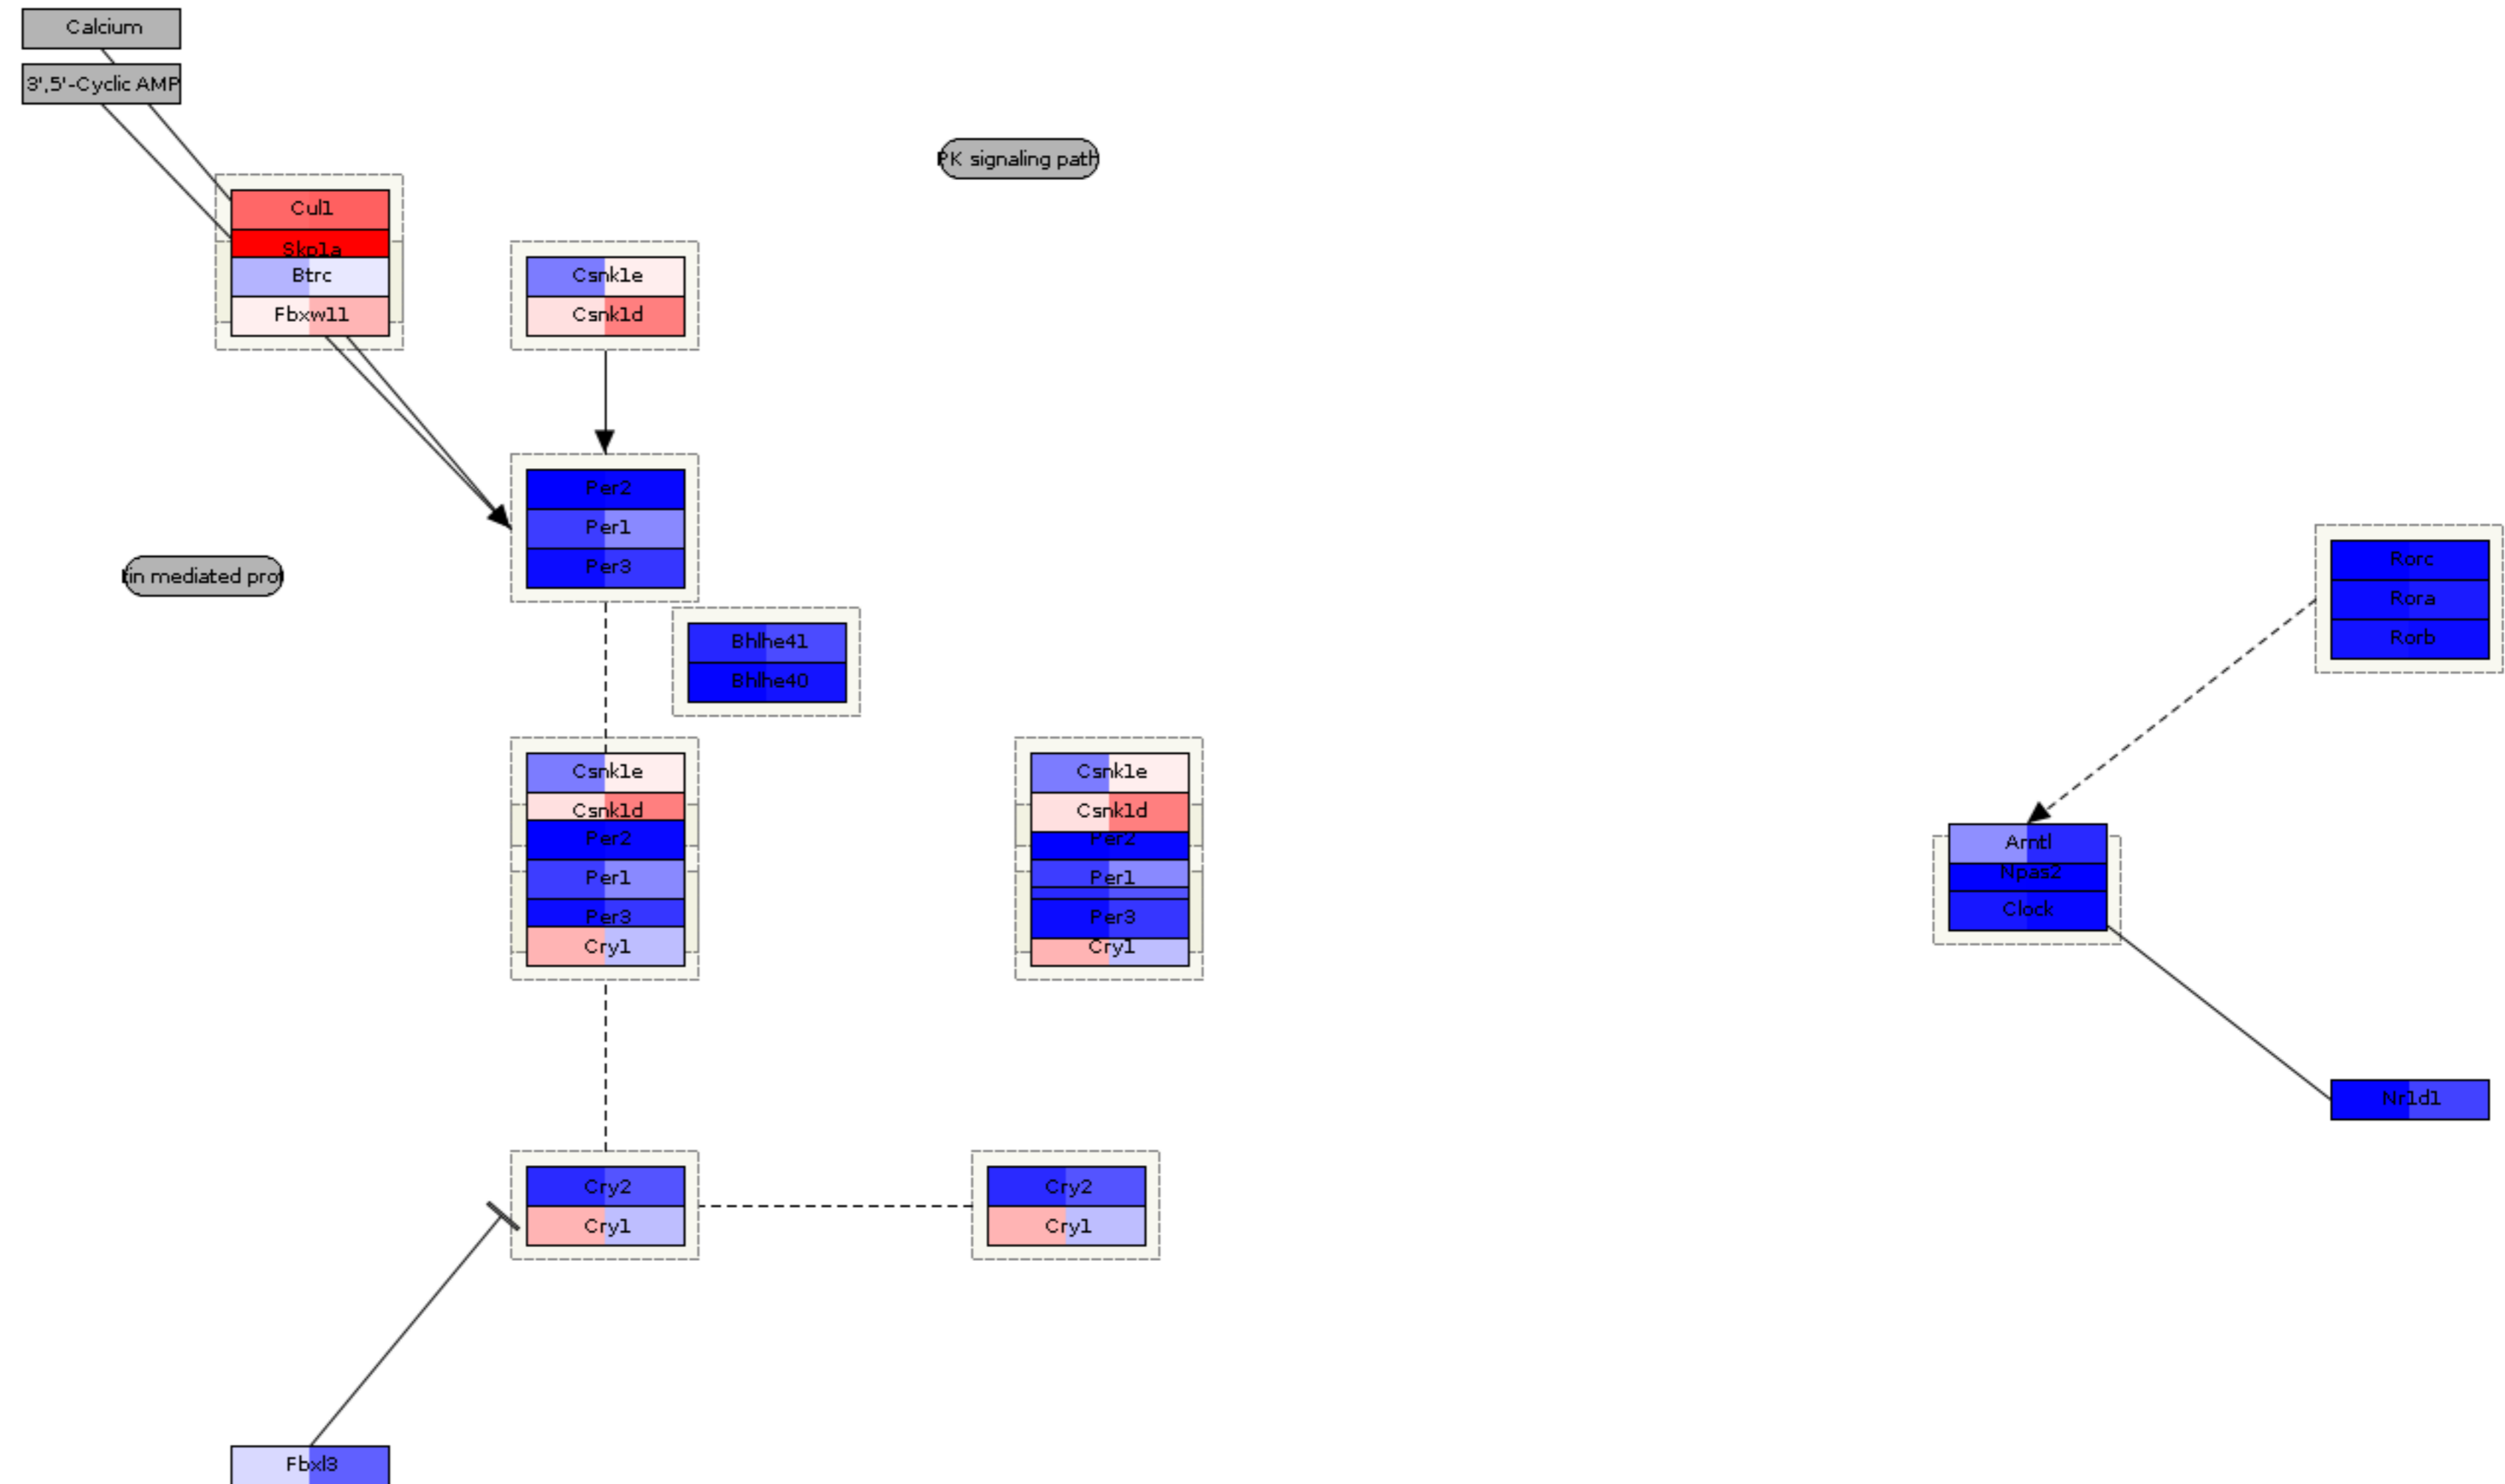 Calcium
3',5'-Cyclic AMP
PK signaling path
Cul1
Skp1a
Btrc
Fbxw11
Csnk1e
Csnk1d
Per2
Per1
Per3
in mediated pro
Rorc
Rora
Rorb
Bhlhe41
Bhlhe40
Csnk1e
Csnk1d
Per2
Per1
Per3
Cry1
Csnk1e
Csnk1d
Per2
Per1
Per3
Cry1
Arntl
Npas2
Clock
Nr1d1
Cry2
Cry1
Cry2
Cry1
Fbxl3